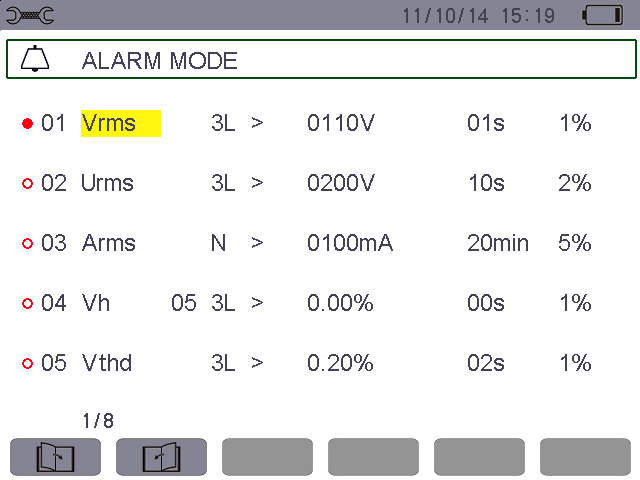 11/10/14 15:19
ALARM MODE
01 Vrms 3L > 0110V 01s 1%
02 Urms 3L > 0200V 10s 2%
03 Arms N > 0100mA 20min 5%
04 Vh 05 3L > 0.00% 00s 1%
05 Vthd 3L > 0.20% 02s 1%
1/8